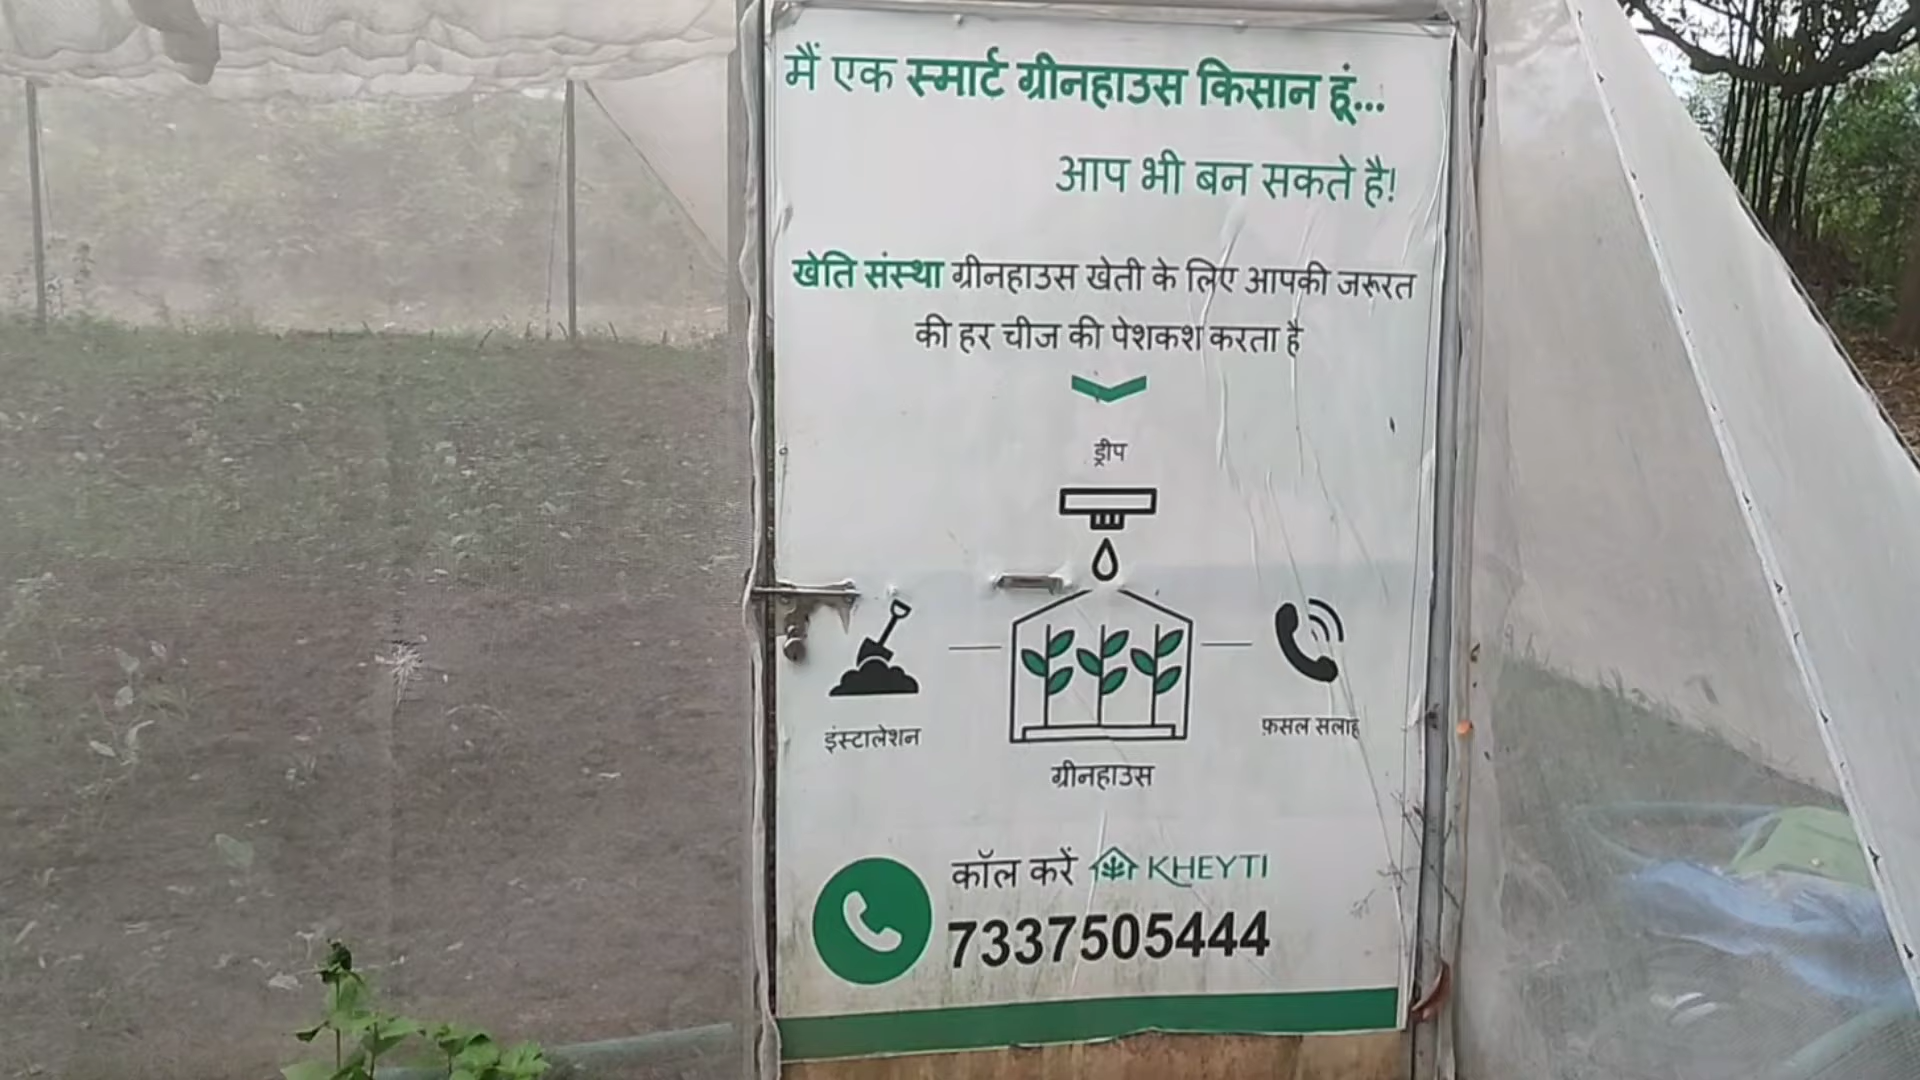 मैं एक स्मार्ट ग्रीनहाउस किसान हूं...
आप भी बन सकते है!
खेति संस्था ग्रीनहाउस खेती के लिए आपकी जरूरत
की हर चीज की पेशकश करता है
ड्रीप
इंस्टालेशन
फ़सल सलाह
ग्रीनहाउस
कॉल करें KHEYTI
7337505444